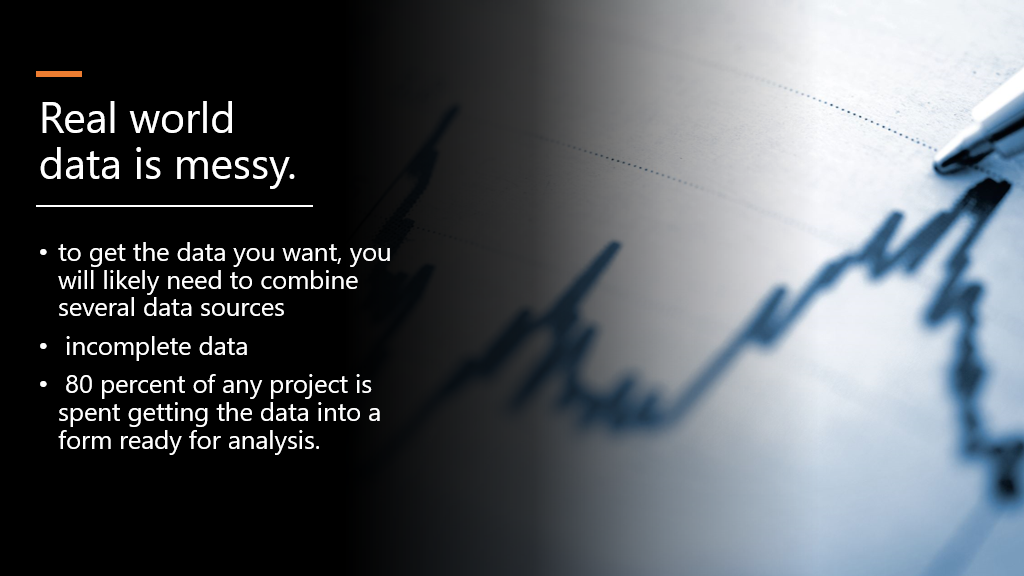 Real world
data is messy.
• to get the data you want, you
will likely need to combine
several data sources
• incomplete data
• 80 percent of any project is
spent getting the data into a
form ready for analysis.